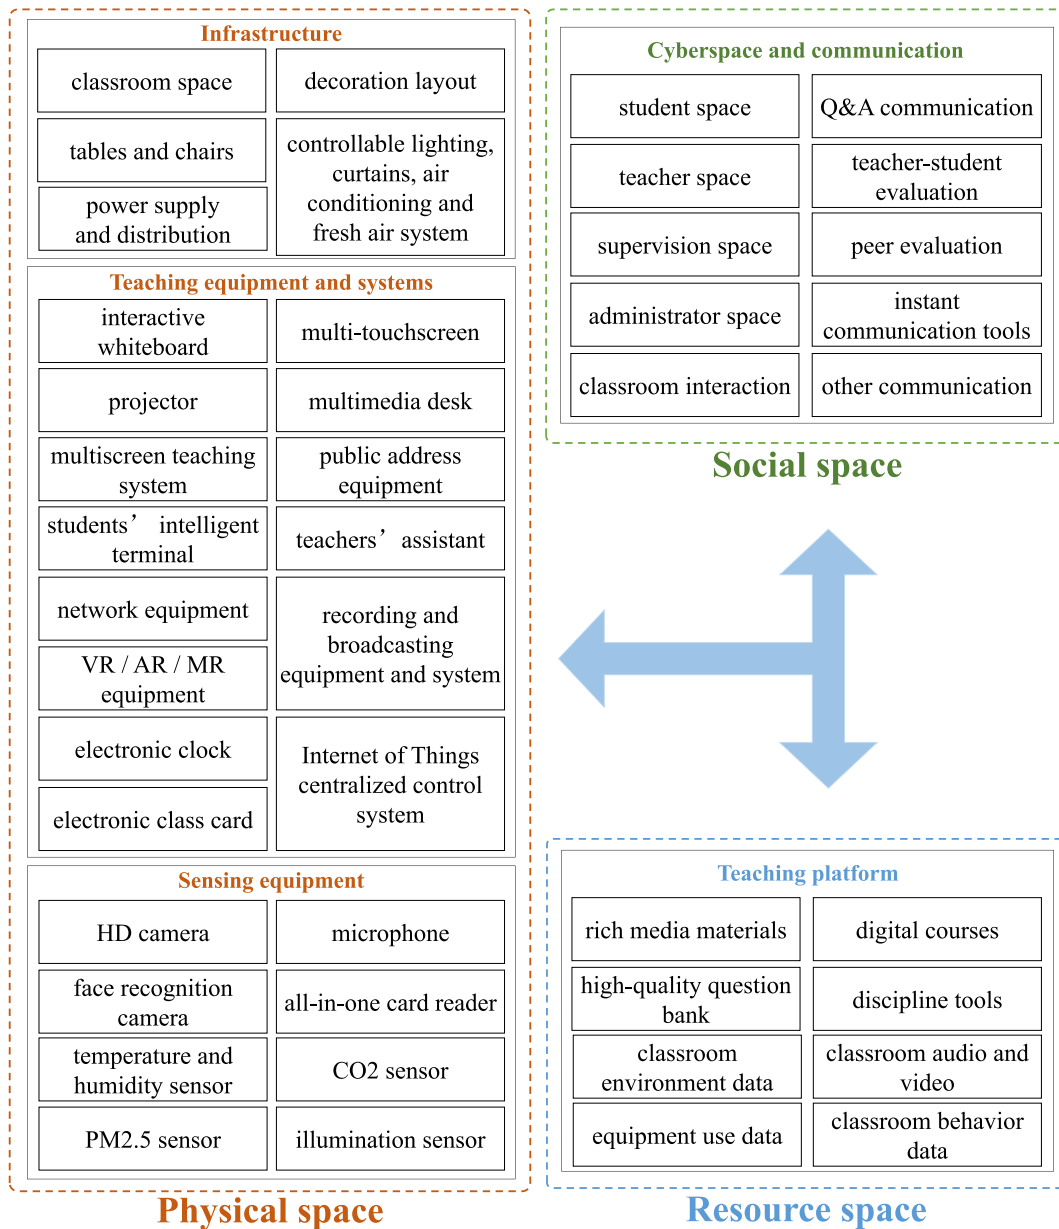 Infrastructure
classroom space
decoration layout
tables and chairs
controllable lighting,
curtains, air
conditioning and
fresh air system
power supply
and distribution
Teaching equipment and systems
interactive
whiteboard
multi-touchscreen
projector
multimedia desk
multiscreen teaching
system
public address
equipment
students’ intelligent
terminal
teachers’ assistant
network equipment
recording and
broadcasting
equipment and system
VR / AR / MR
equipment
electronic clock
Internet of Things
centralized control
system
electronic class card
Sensing equipment
HD camera
microphone
face recognition
camera
all-in-one card reader
temperature and
humidity sensor
CO2 sensor
PM2.5 sensor
illumination sensor
Physical space
Cyberspace and communication
student space
Q&A communication
teacher space
teacher-student
evaluation
supervision space
peer evaluation
administrator space
instant
communication tools
classroom interaction
other communication
Social space
Teaching platform
rich media materials
digital courses
high-quality question
bank
discipline tools
classroom
environment data
classroom audio and
video
equipment use data
classroom behavior
data
Resource space